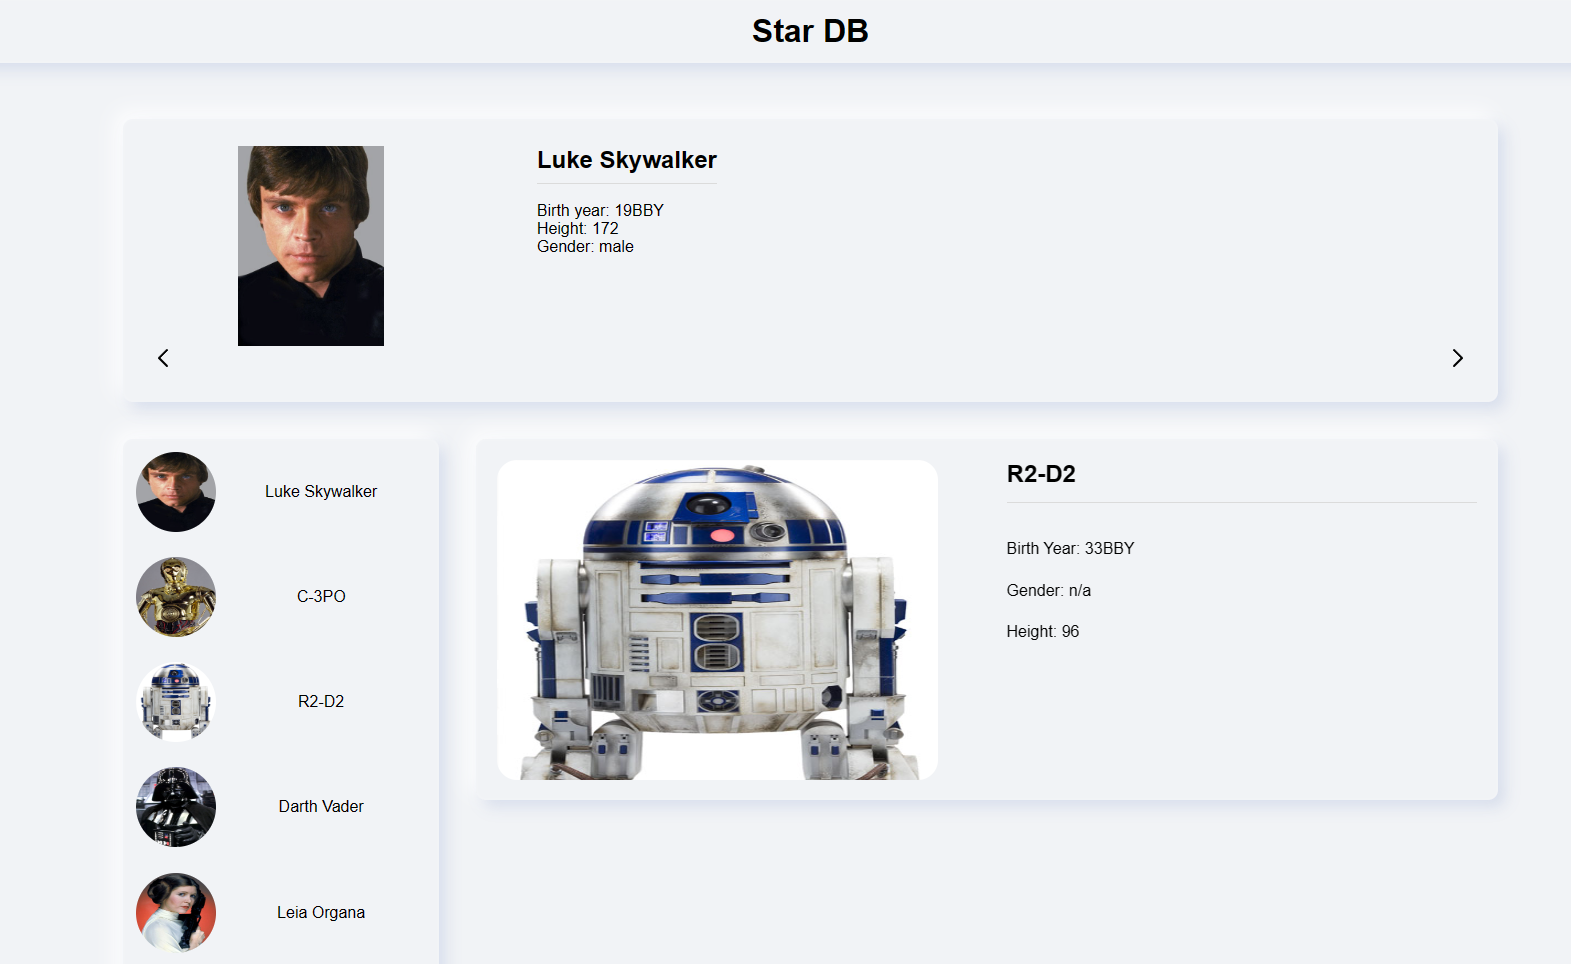 Star DB
Luke Skywalker
Birth year: 19BBY
Height: 172
Gender: male
Luke Skywalker
C-3PO
R2-D2
Darth Vader
Leia Organa
R2-D2
Birth Year: 33BBY
Gender: n/a
Height: 96